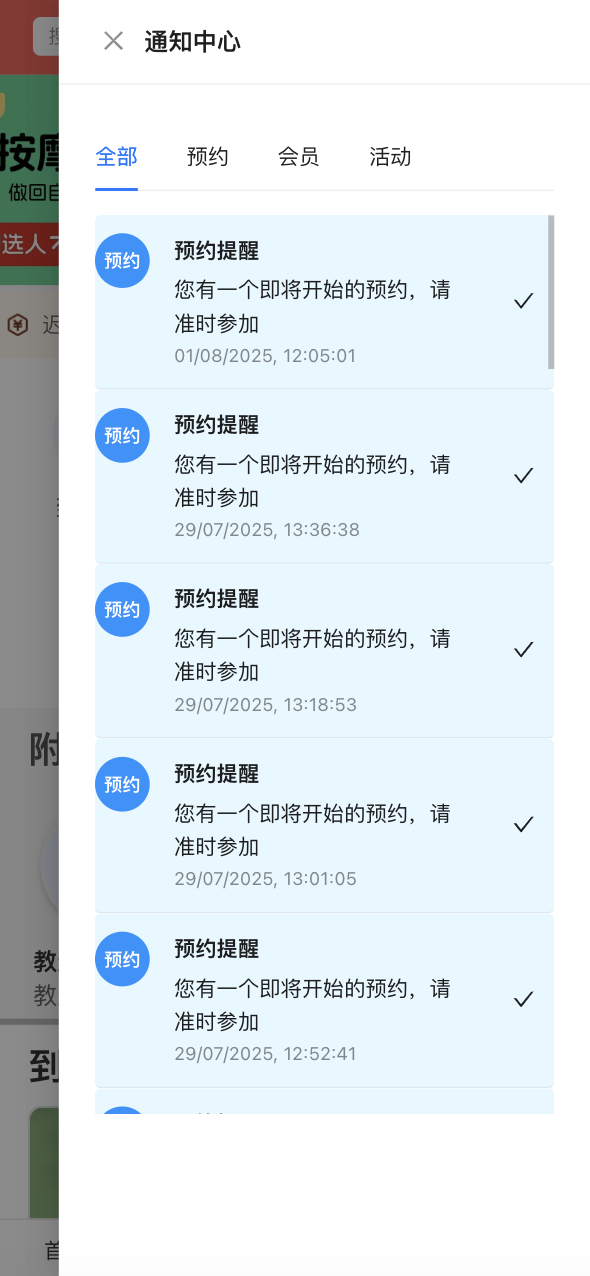 通知中心
全部 预约 会员 活动
预约
预约提醒
您有一个即将开始的预约，请
准时参加
01/08/2025, 12:05:01
预约
预约提醒
您有一个即将开始的预约，请
准时参加
29/07/2025, 13:36:38
预约
预约提醒
您有一个即将开始的预约，请
准时参加
29/07/2025, 13:18:53
预约
预约提醒
您有一个即将开始的预约，请
准时参加
29/07/2025, 13:01:05
预约
预约提醒
您有一个即将开始的预约，请
准时参加
29/07/2025, 12:52:41
按摩
做回自
选人不
迟
附
教
教
到
首